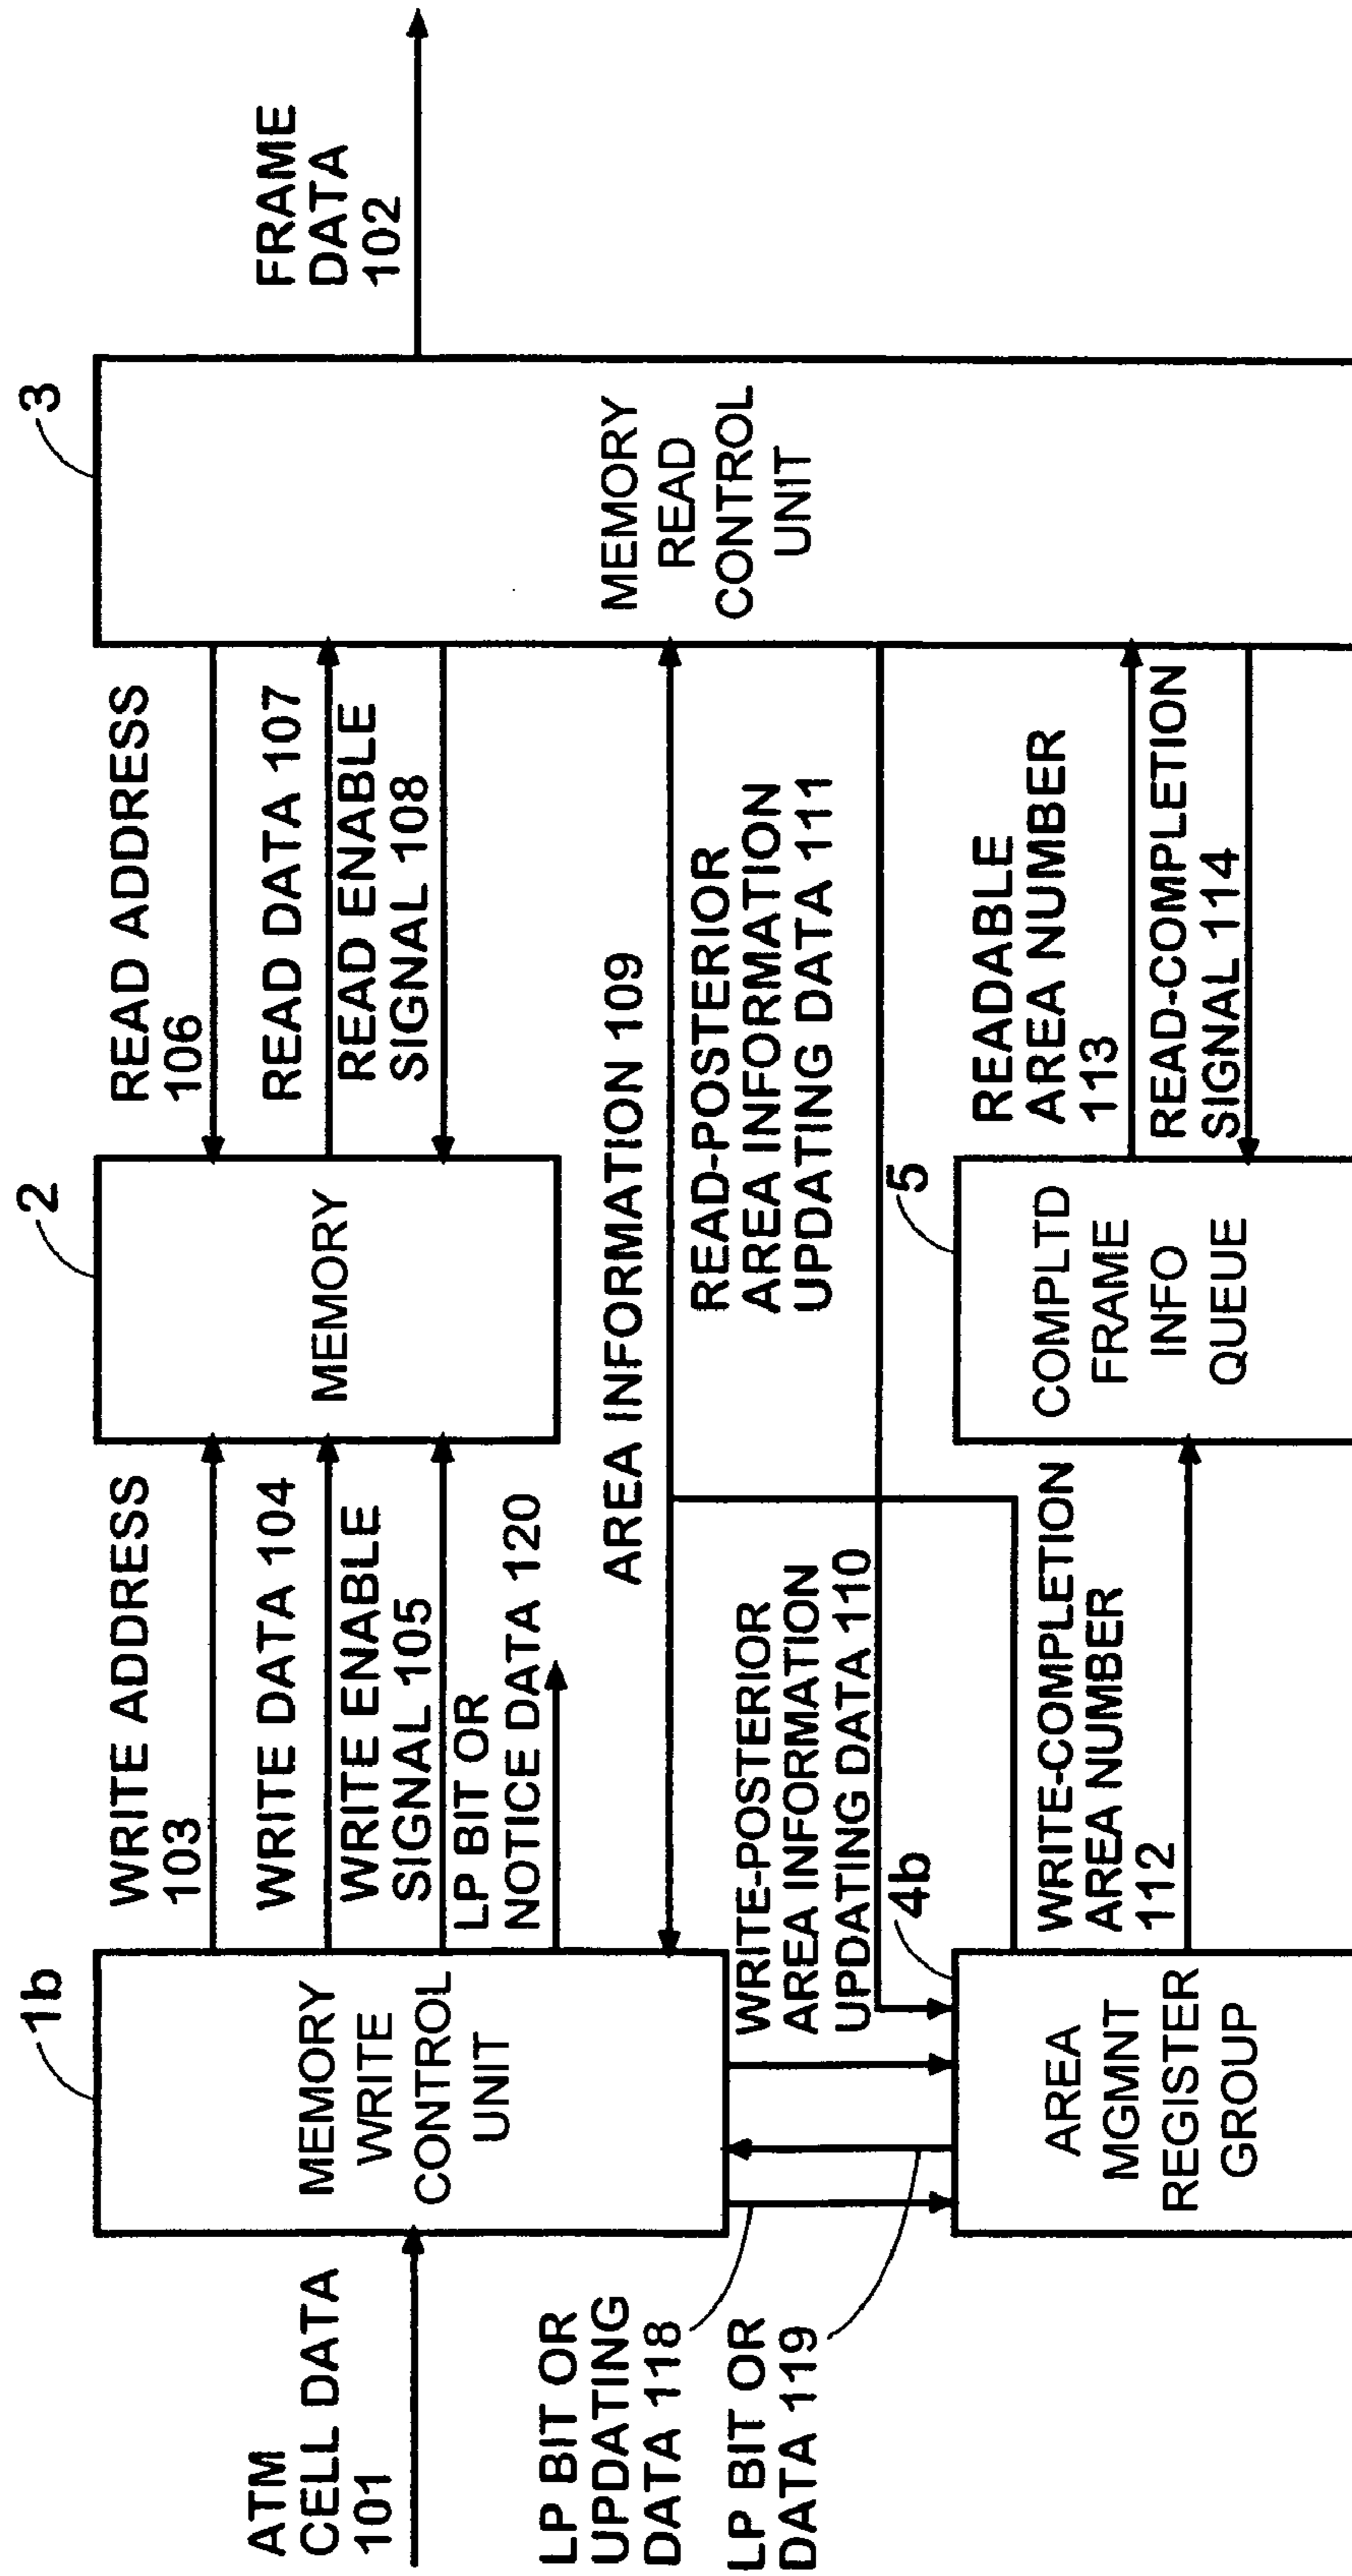 ATM
CELL DATA
101
1b
MEMORY
WRITE
CONTROL
UNIT
WRITE ADDRESS
103
WRITE DATA 104
WRITE ENABLE
SIGNAL 105
LP BIT OR
NOTICE DATA 120
2
MEMORY
READ ADDRESS
106
READ DATA 107
READ ENABLE
SIGNAL 108
3
MEMORY
READ
CONTROL
UNIT
FRAME
DATA
102
AREA INFORMATION 109
READ-POSTERIOR
AREA INFORMATION
UPDATING DATA 111
WRITE-POSTERIOR
AREA INFORMATION
UPDATING DATA 110
LP BIT OR
UPDATING
DATA 118
LP BIT OR
DATA 119
4b
AREA
MGMNT
REGISTER
GROUP
WRITE-COMPLETION
AREA NUMBER
112
5
COMPLTD
FRAME
INFO
QUEUE
READABLE
AREA NUMBER
113
READ-COMPLETION
SIGNAL 114